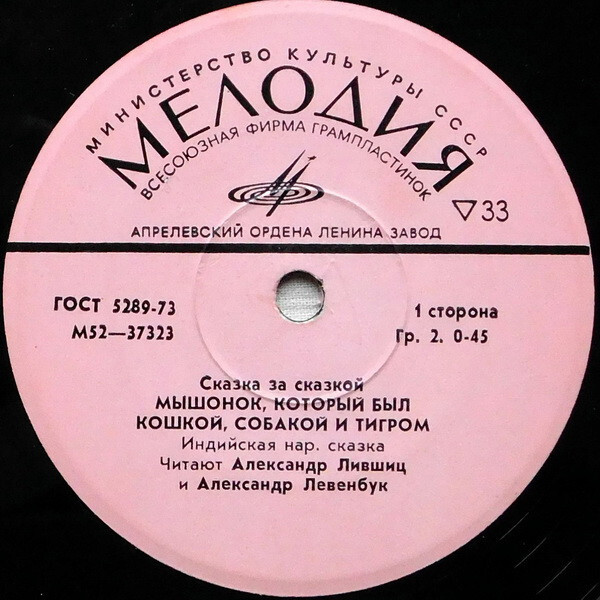 МИНИСТЕРСТВО КУЛЬТУРЫ СССР
МЕЛОДИЯ
ВСЕСОЮЗНАЯ ФИРМА ГРАМПЛАСТИНОК
33
АПРЕЛЕВСКИЙ ОРДЕНА ЛЕНИНА ЗАВОД
ГОСТ 5289-73
М52—37323
1 сторона
Гр. 2. 0-45
Сказка за сказкой
МЫШОНОК, КОТОРЫЙ БЫЛ
КОШКОЙ, СОБАКОЙ И ТИГРОМ
Индийская нар. сказка
Читают Александр Лившиц
и Александр Левенбук